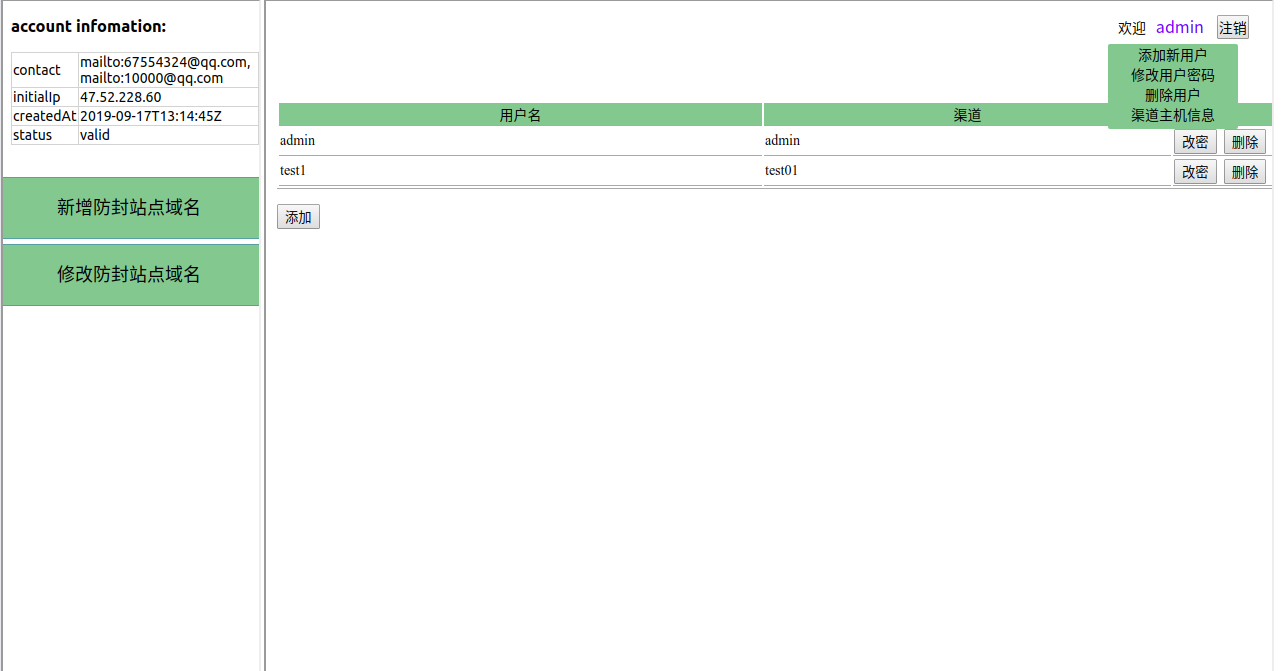 account infomation:
contact mailto:67554324@qq.com,
mailto:10000@qq.com
initialIp 47.52.228.60
createdAt 2019-09-17T13:14:45Z
status valid
新增防封站点域名
修改防封站点域名
欢迎 admin 注销
添加新用户
修改用户密码
删除用户
渠道主机信息
用户名 渠道
admin admin 改密 删除
test1 test01 改密 删除
添加